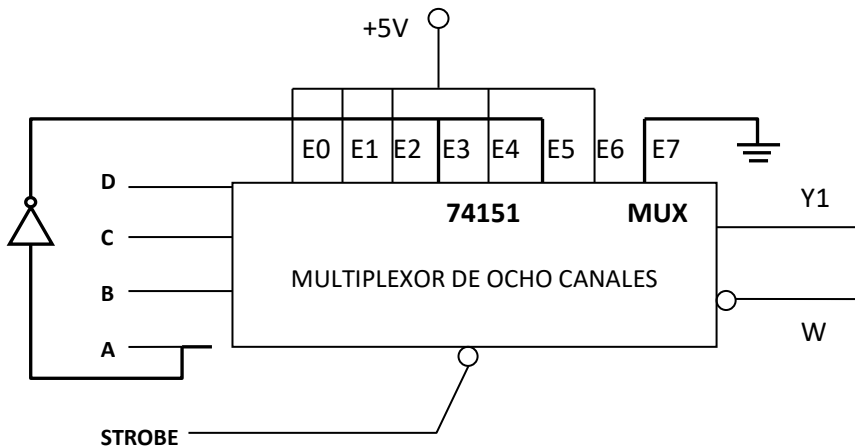 +5V
E0 E1 E2 E3 E4 E5 E6 E7
D
74151 MUX
Y1
C
B
MULTIPLEXOR DE OCHO CANALES
A
W
STROBE